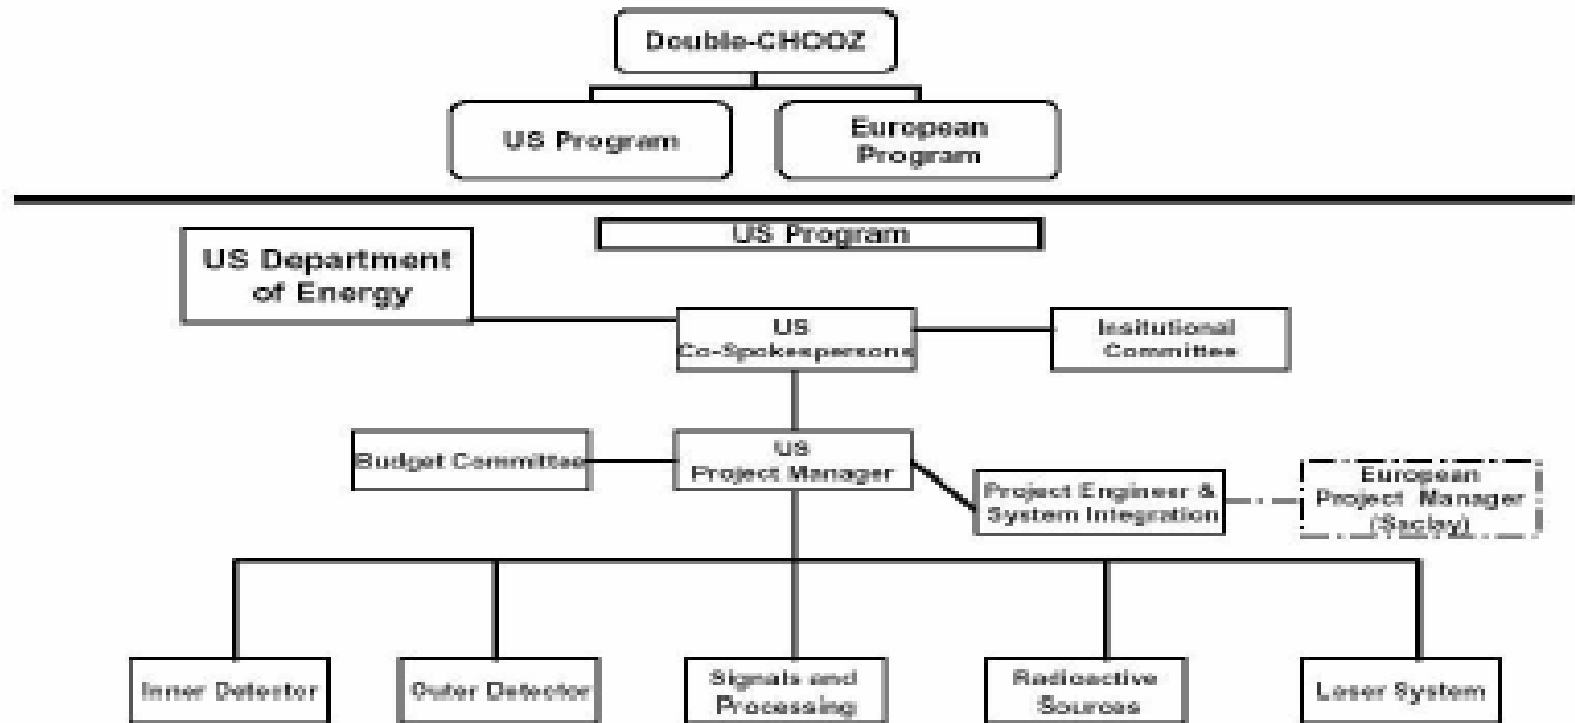 Double-CHOOZ
US Program
European
Program
US Program
US Department
of Energy
US
Co-Spokespersons
Insitutional
Committee
Budget Committee
US
Project Manager
Project Engineer &
System Integration
European
Project Manager
(Saclay)
Inner Detector
Outer Detector
Signals and
Processing
Radioactive
Sources
Laser System